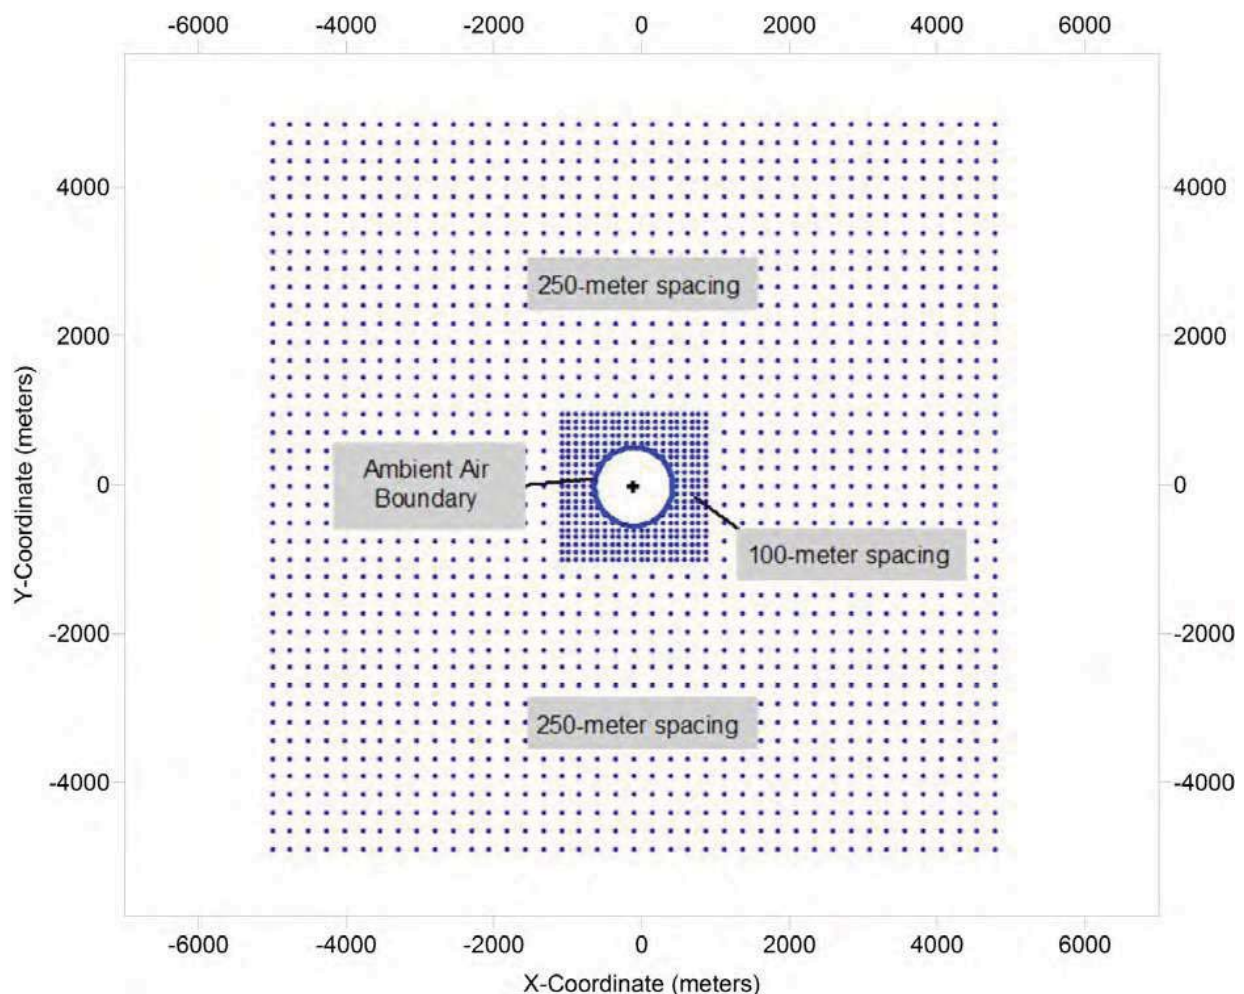 -6000 -4000 -2000 0 2000 4000 6000
4000 4000
250-meter spacing
2000 2000
Ambient Air
Boundary
0 0
100-meter spacing
-2000 -2000
250-meter spacing
-4000 -4000
Y-Coordinate (meters)
-6000 -4000 -2000 0 2000 4000 6000
X-Coordinate (meters)